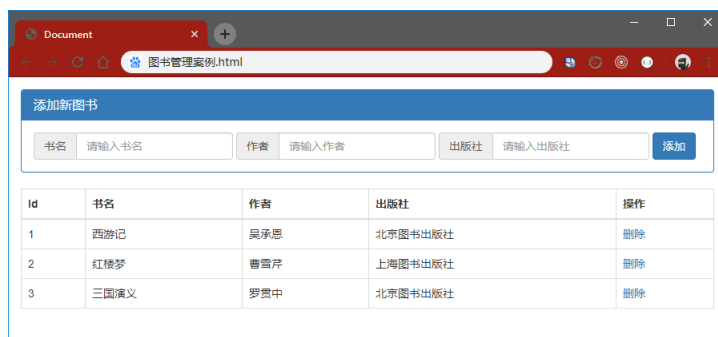 Document
图书管理案例.html
添加新图书
书名 请输入书名 作者 请输入作者 出版社 请输入出版社 添加
Id 书名 作者 出版社 操作
1 西游记 吴承恩 北京图书出版社 删除
2 红楼梦 曹雪芹 上海图书出版社 删除
3 三国演义 罗贯中 北京图书出版社 删除